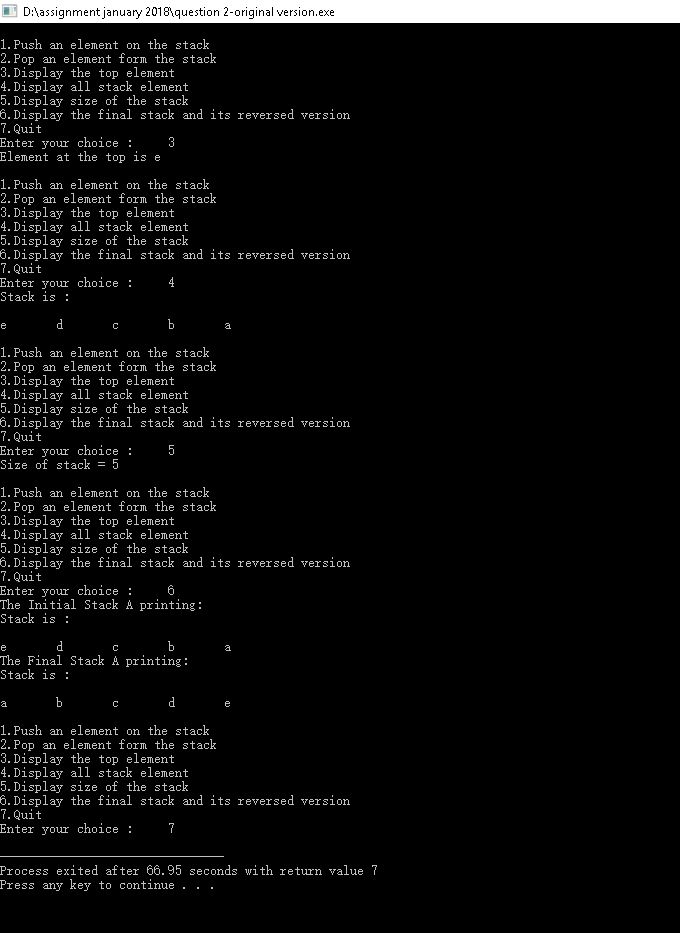 D:\assignment january 2018\question 2-original version.exe
1.Push an element on the stack
2.Pop an element form the stack
3.Display the top element
4.Display all stack element
5.Display size of the stack
6.Display the final stack and its reversed version
7.Quit
Enter your choice : 3
Element at the top is e
1.Push an element on the stack
2.Pop an element form the stack
3.Display the top element
4.Display all stack element
5.Display size of the stack
6.Display the final stack and its reversed version
7.Quit
Enter your choice : 4
Stack is :
e d c b a
1.Push an element on the stack
2.Pop an element form the stack
3.Display the top element
4.Display all stack element
5.Display size of the stack
6.Display the final stack and its reversed version
7.Quit
Enter your choice : 5
Size of stack = 5
1.Push an element on the stack
2.Pop an element form the stack
3.Display the top element
4.Display all stack element
5.Display size of the stack
6.Display the final stack and its reversed version
7.Quit
Enter your choice : 6
The Initial Stack A printing:
Stack is :
e d c b a
The Final Stack A printing:
Stack is :
a b c d e
1.Push an element on the stack
2.Pop an element form the stack
3.Display the top element
4.Display all stack element
5.Display size of the stack
6.Display the final stack and its reversed version
7.Quit
Enter your choice : 7
Process exited after 66.95 seconds with return value 7
Press any key to continue . . .